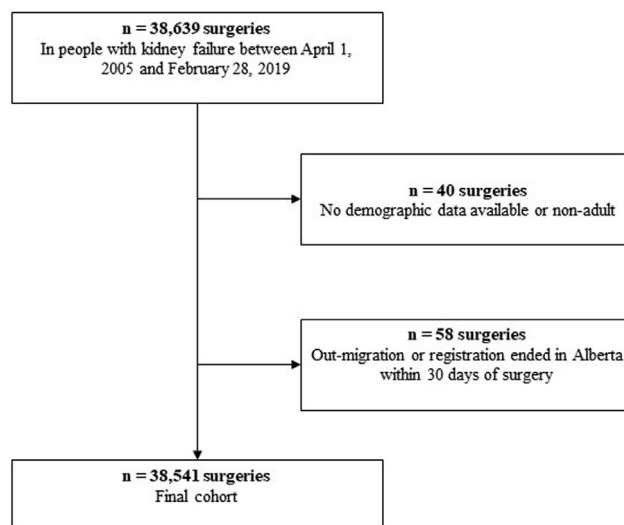 n = 38,639 surgeries
In people with kidney failure between April 1,
2005 and February 28, 2019
n = 40 surgeries
No demographic data available or non-adult
n = 58 surgeries
Out-migration or registration ended in Alberta
within 30 days of surgery
n = 38,541 surgeries
Final cohort